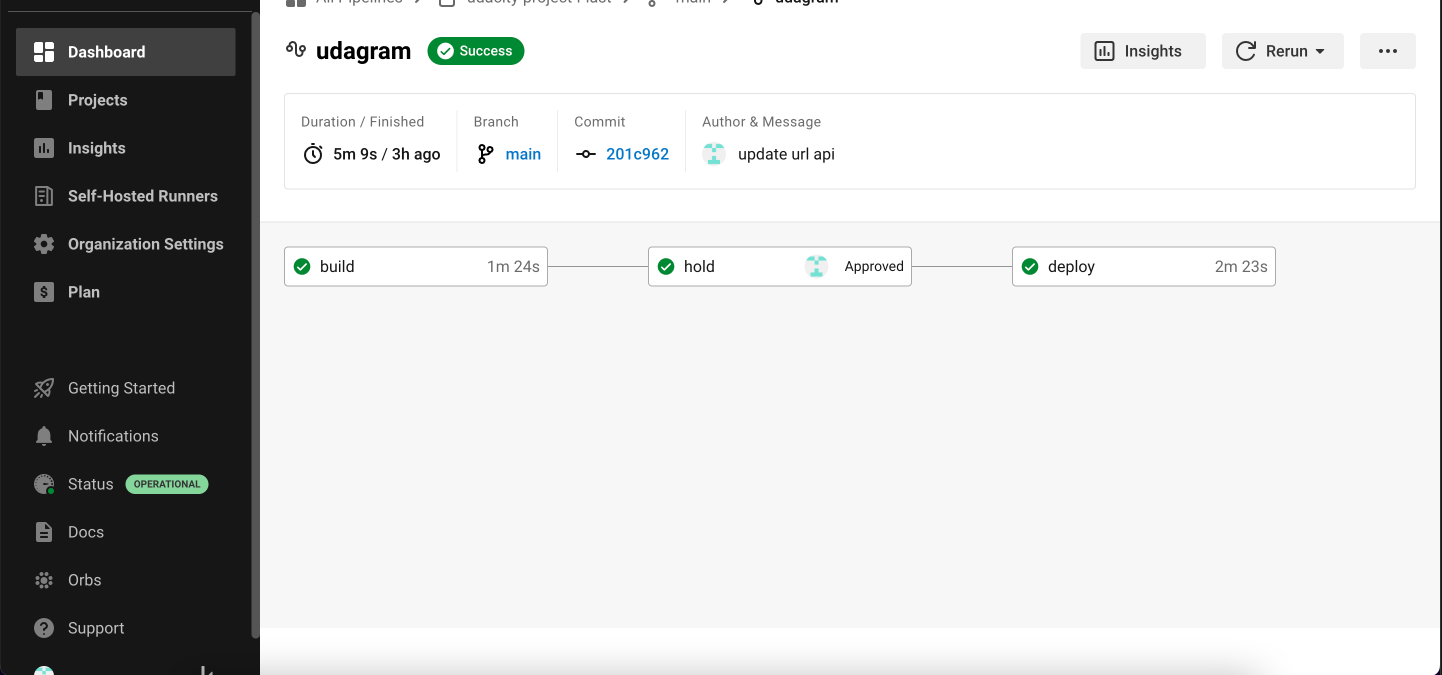 Dashboard
Projects
Insights
Self-Hosted Runners
Organization Settings
Plan
Getting Started
Notifications
Status OPERATIONAL
Docs
Orbs
Support
All Pipelines main udagram
udagram Success
Insights Rerun
Duration / Finished Branch Commit Author & Message
5m 9s / 3h ago main 201c962 update url api
build 1m 24s hold Approved deploy 2m 23s